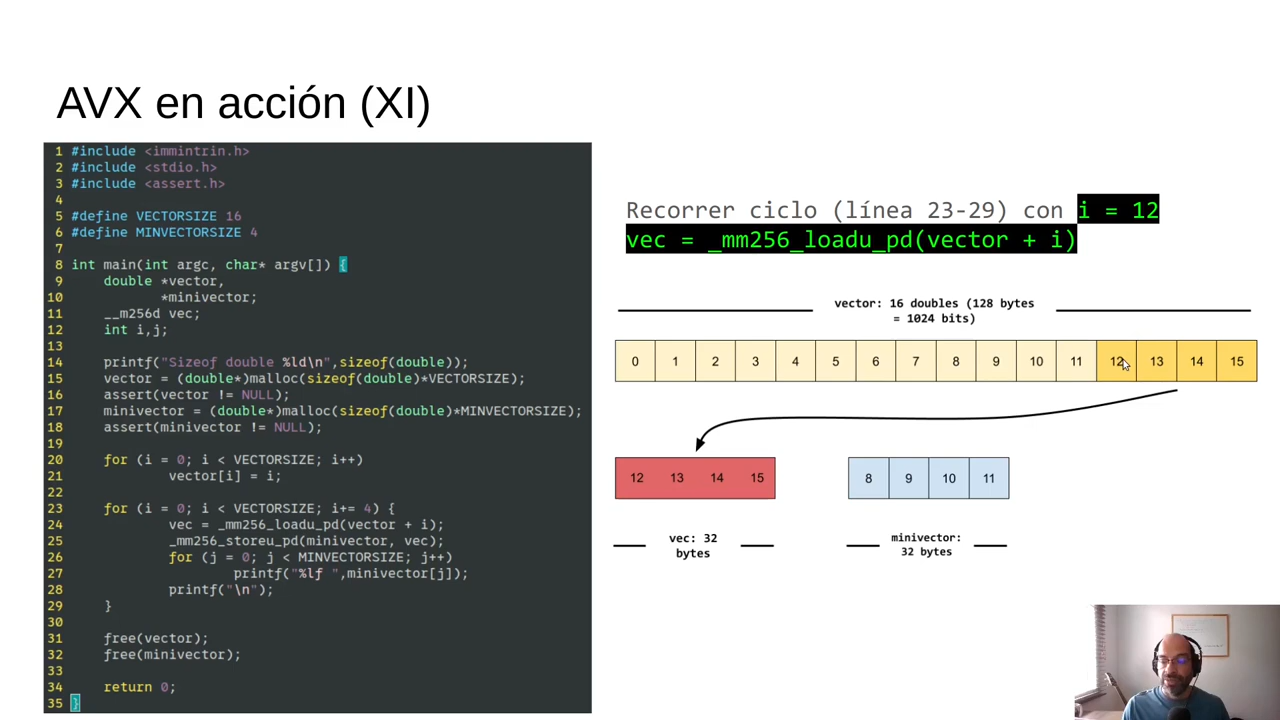 AVX en acción (XI)
1 #include <immintrin.h>
2 #include <stdio.h>
3 #include <assert.h>
4
5 #define VECTORSIZE 16
6 #define MINVECTORSIZE 4
7
8 int main(int argc, char* argv[]) {
9 double *vector,
10 *minivector;
11 __m256d vec;
12 int i,j;
13
14 printf("Sizeof double %ld\n",sizeof(double));
15 vector = (double*)malloc(sizeof(double)*VECTORSIZE);
16 assert(vector != NULL);
17 minivector = (double*)malloc(sizeof(double)*MINVECTORSIZE);
18 assert(minivector != NULL);
19
20 for (i = 0; i < VECTORSIZE; i++)
21 vector[i] = i;
22
23 for (i = 0; i < VECTORSIZE; i+= 4) {
24 vec = _mm256_loadu_pd(vector + i);
25 _mm256_storeu_pd(minivector, vec);
26 for (j = 0; j < MINVECTORSIZE; j++)
27 printf("%lf ",minivector[j]);
28 printf("\n");
29 }
30
31 free(vector);
32 free(minivector);
33
34 return 0;
35 }
Recorrer ciclo (línea 23-29) con i = 12
vec = _mm256_loadu_pd(vector + i)
vector: 16 doubles (128 bytes
= 1024 bits)
0 1 2 3 4 5 6 7 8 9 10 11 12 13 14 15
12 13 14 15
8 9 10 11
vec: 32
bytes
minivector:
32 bytes